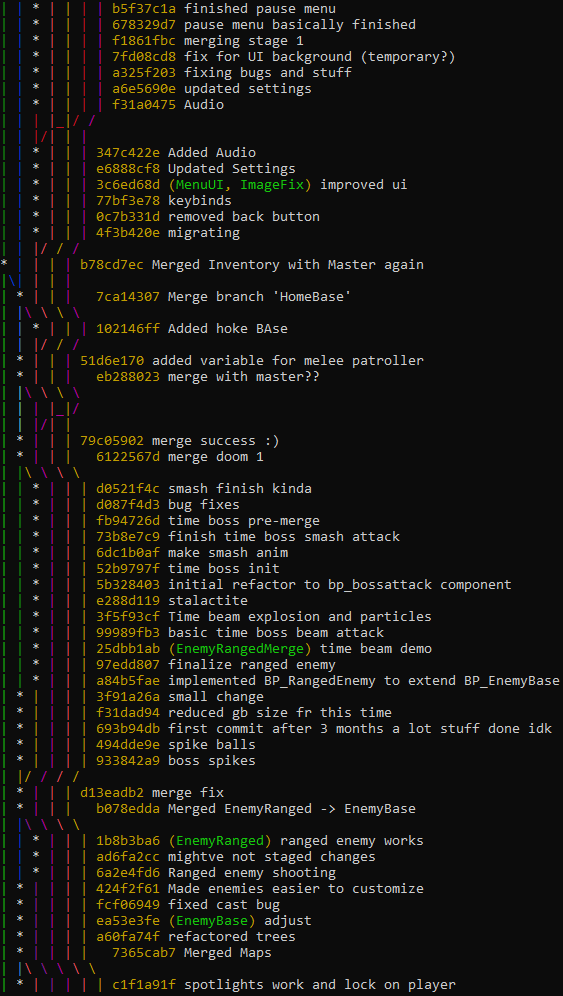 b5f37c1a finished pause menu
678329d7 pause menu basically finished
f1861fbc merging stage 1
7fd08cd8 fix for UI background (temporary?)
a325f203 fixing bugs and stuff
a6e5690e updated settings
f31a0475 Audio
347c422e Added Audio
e6888cf8 Updated Settings
3c6ed68d (MenuUI, ImageFix) improved ui
77bf3e78 keybinds
0c7b331d removed back button
4f3b420e migrating
b78cd7ec Merged Inventory with Master again
7ca14307 Merge branch 'HomeBase'
102146ff Added hoke BAse
51d6e170 added variable for melee patroller
eb288023 merge with master??
79c05902 merge success :)
6122567d merge doom 1
d0521f4c smash finish kinda
d087f4d3 bug fixes
fb94726d time boss pre-merge
73b8e7c9 finish time boss smash attack
6dc1b0af make smash anim
52b9797f time boss init
5b328403 initial refactor to bp_bossattack component
e288d119 stalactite
3f5f93cf Time beam explosion and particles
99989fb3 basic time boss beam attack
25dbb1ab (EnemyRangedMerge) time beam demo
97edd807 finalize ranged enemy
a84b5fae implemented BP_RangedEnemy to extend BP_EnemyBase
3f91a26a small change
f31dad94 reduced gb size fr this time
693b94db first commit after 3 months a lot stuff done idk
494dde9e spike balls
933842a9 boss spikes
d13eadb2 merge fix
b078edda Merged EnemyRanged -> EnemyBase
1b8b3ba6 (EnemyRanged) ranged enemy works
ad6fa2cc mightve not staged changes
6a2e4fd6 Ranged enemy shooting
424f2f61 Made enemies easier to customize
fcf06949 fixed cast bug
ea53e3fe (EnemyBase) adjust
a60fa74f refactored trees
7365cab7 Merged Maps
c1f1a91f spotlights work and lock on player